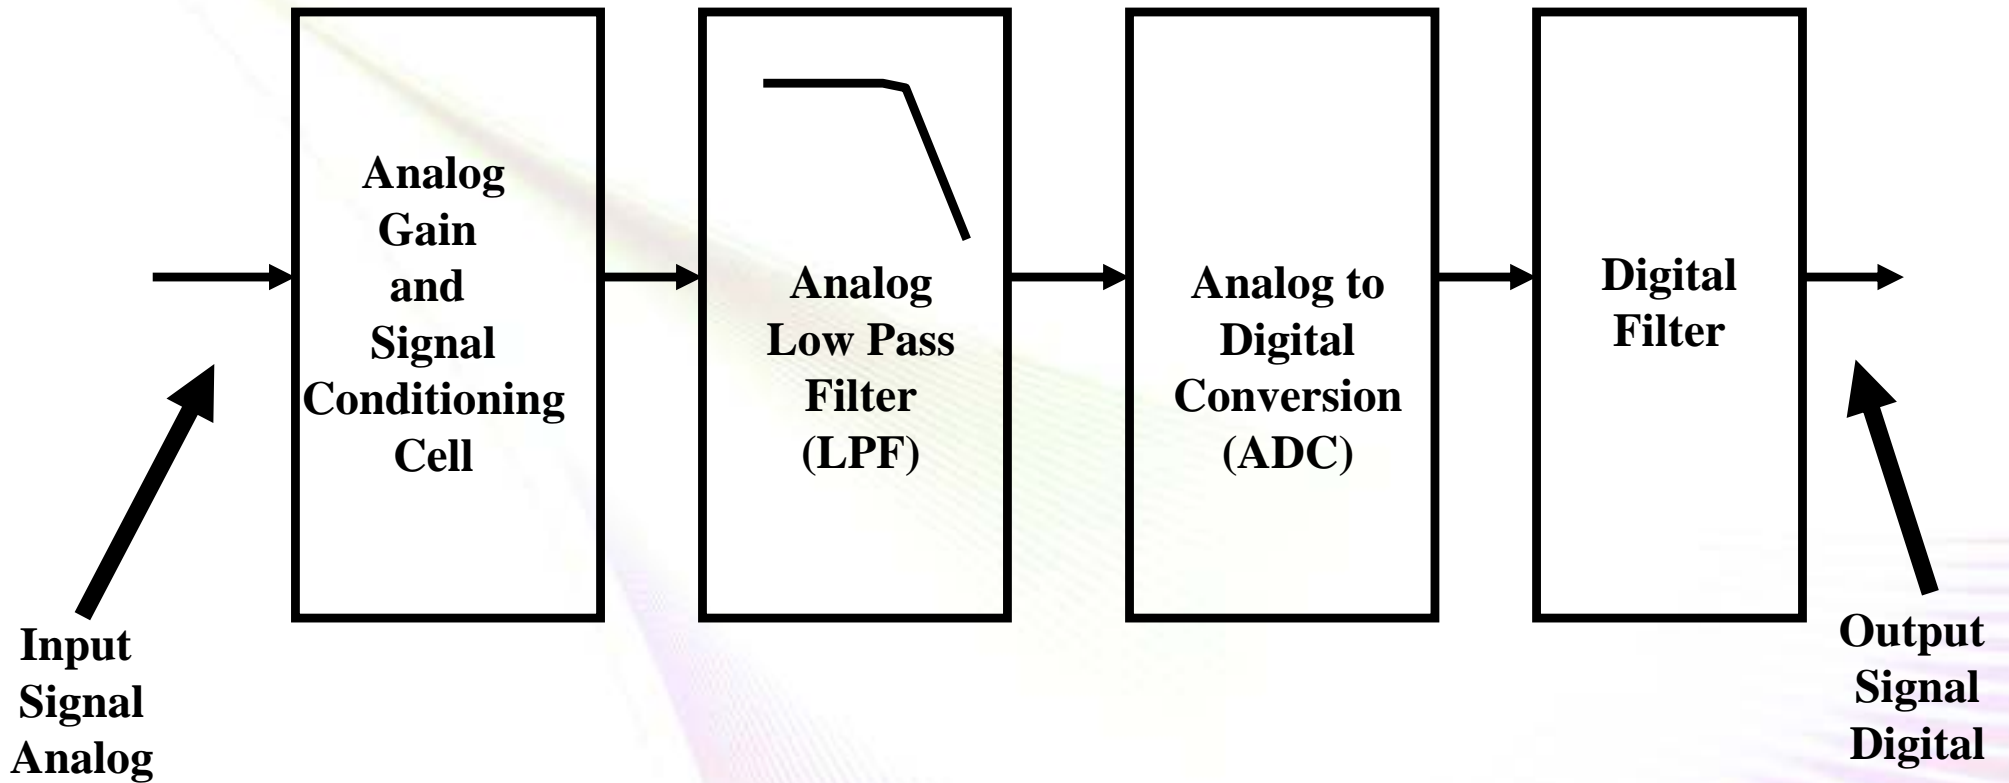 Analog
Gain
and
Signal
Conditioning
Cell
Analog
Low Pass
Filter
(LPF)
Analog to
Digital
Conversion
(ADC)
Digital
Filter
Input
Signal
Analog
Output
Signal
Digital